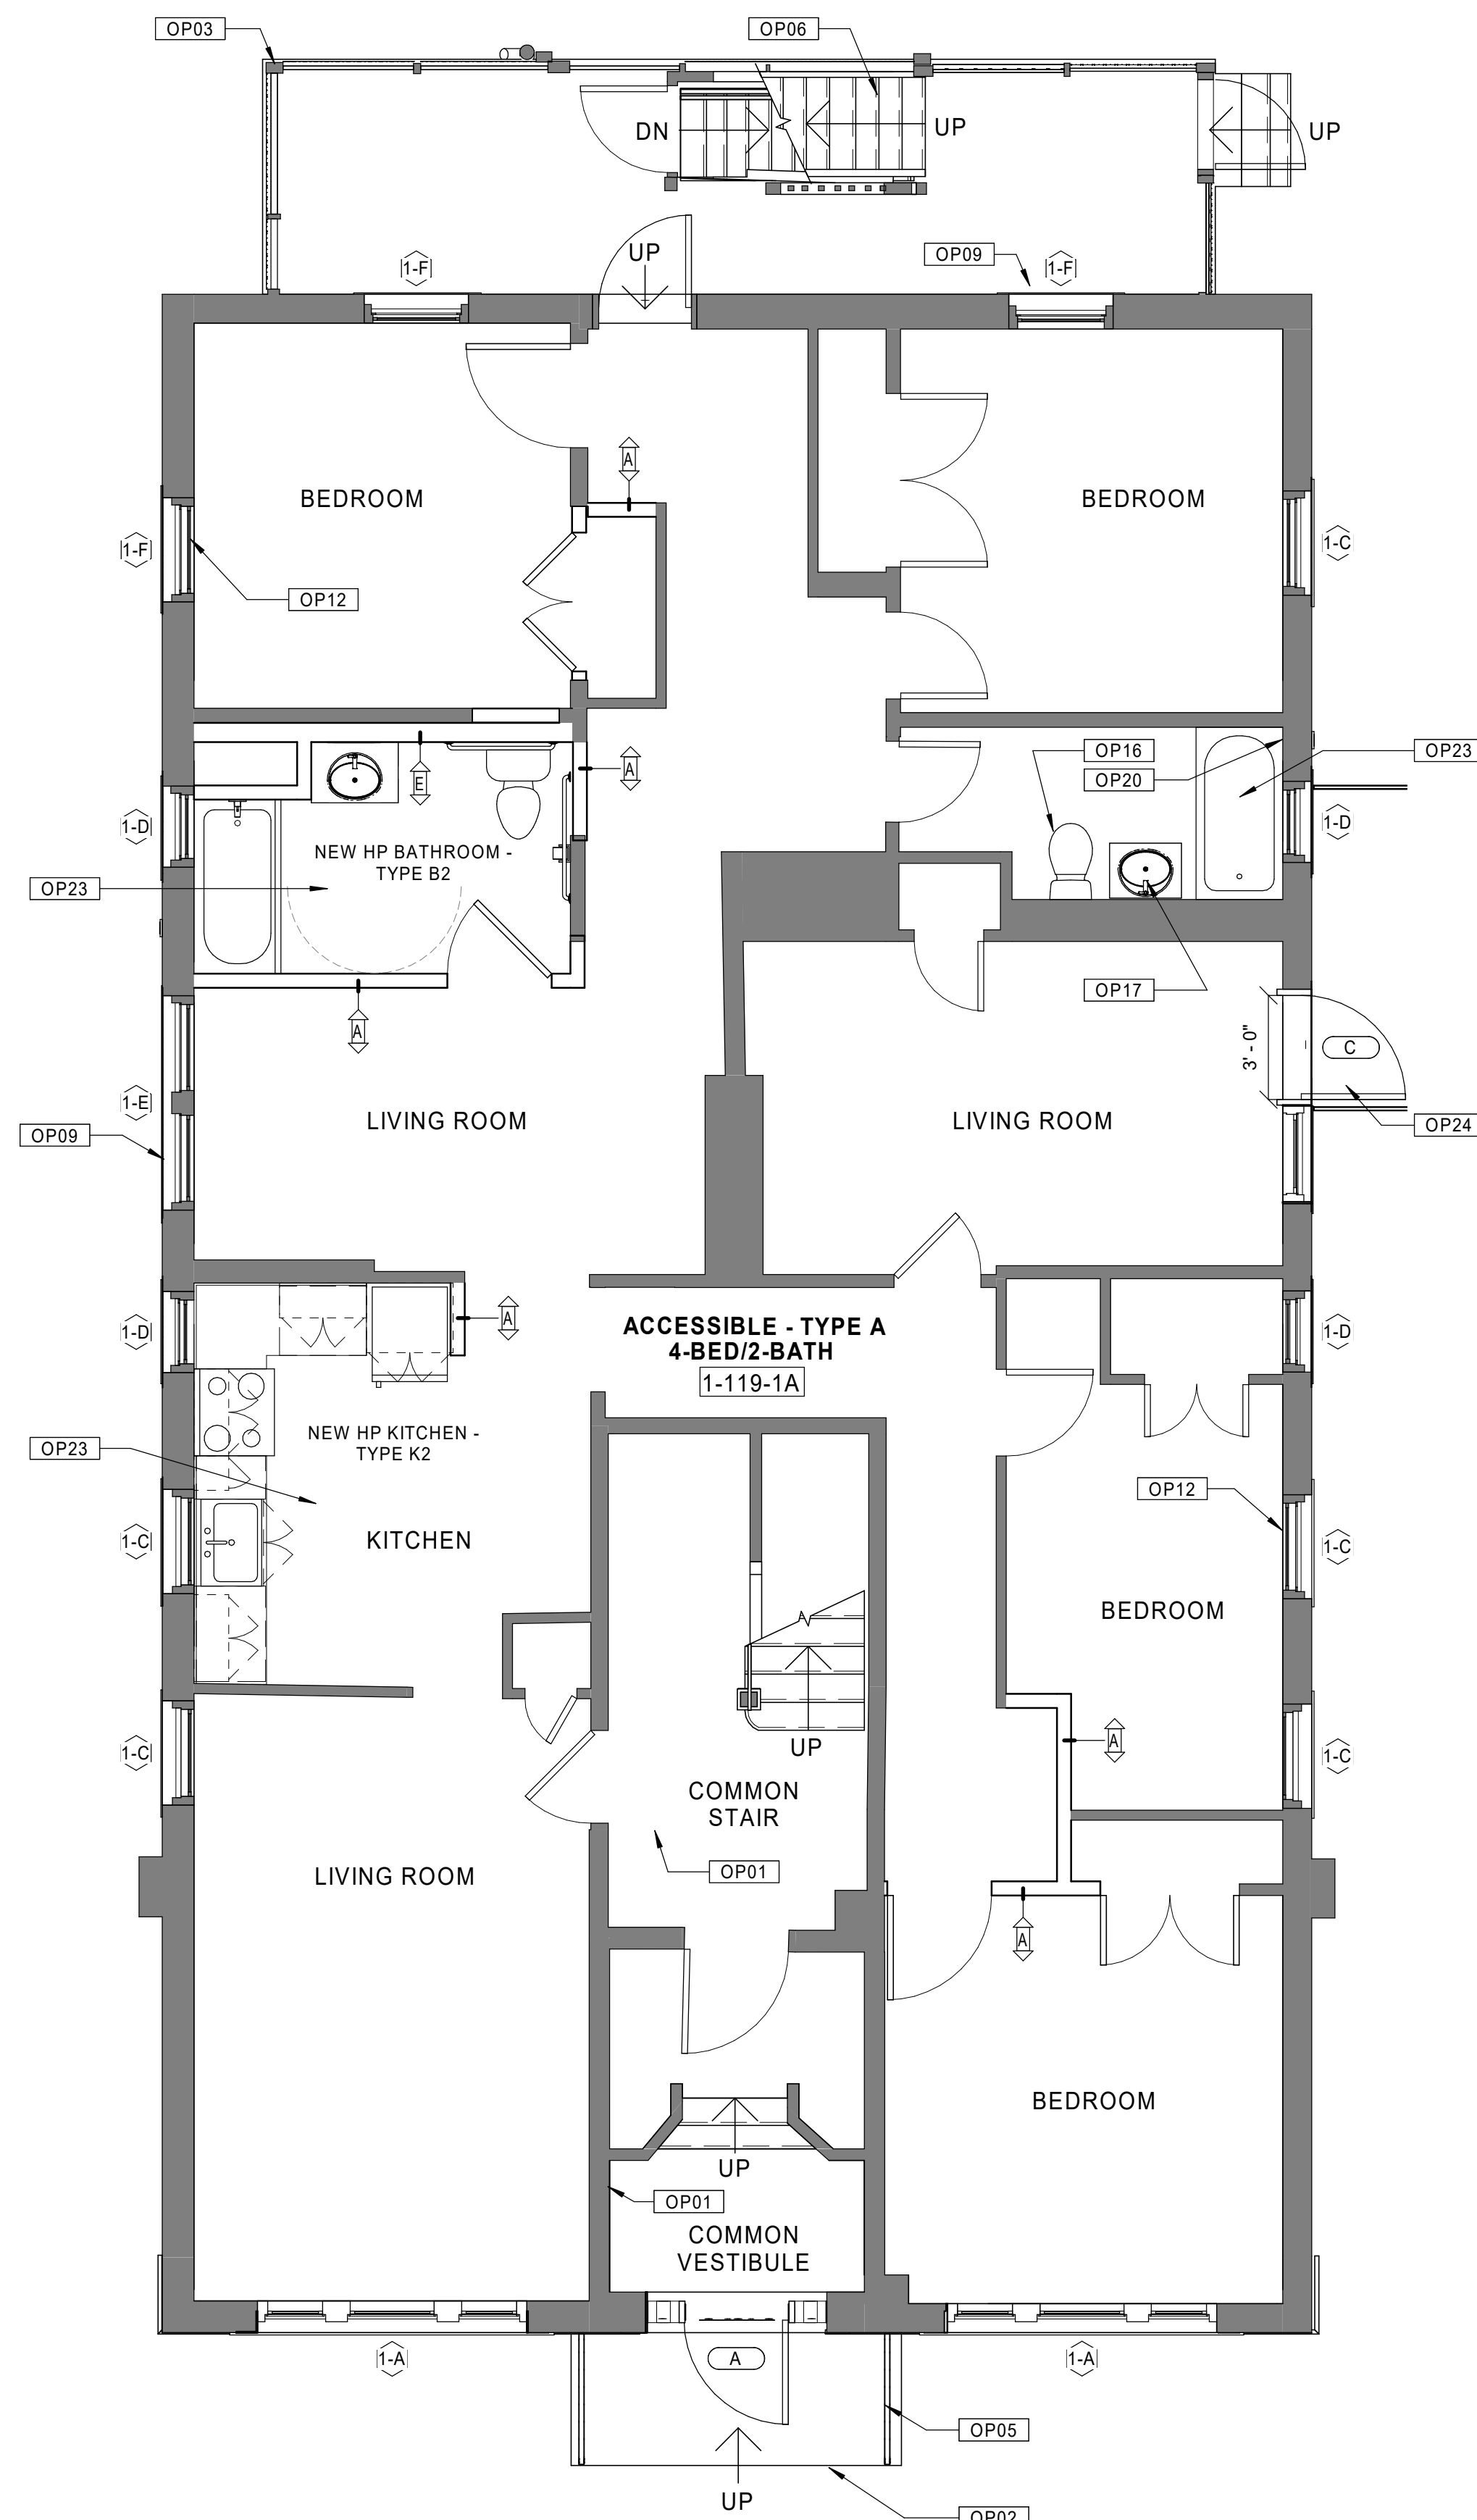 OP03
OP06
DN
UP
UP
UP
OP09
1-F
1-F
A
BEDROOM
BEDROOM
1-F
1-C
OP12
OP16
OP23
A
OP20
E
1-D
1-D
NEW HP BATHROOM -
TYPE B2
OP23
OP17
A
3' - 0"
C
1-E
LIVING ROOM
LIVING ROOM
OP09
OP24
A
1-D
ACCESSIBLE - TYPE A
1-D
4-BED/2-BATH
1-119-1A
NEW HP KITCHEN -
TYPE K2
OP23
OP12
1-C
KITCHEN
1-C
BEDROOM
A
UP
1-C
1-C
COMMON
STAIR
OP01
LIVING ROOM
A
BEDROOM
UP
OP01
COMMON
VESTIBULE
1-A
A
1-A
OP05
UP
OP02